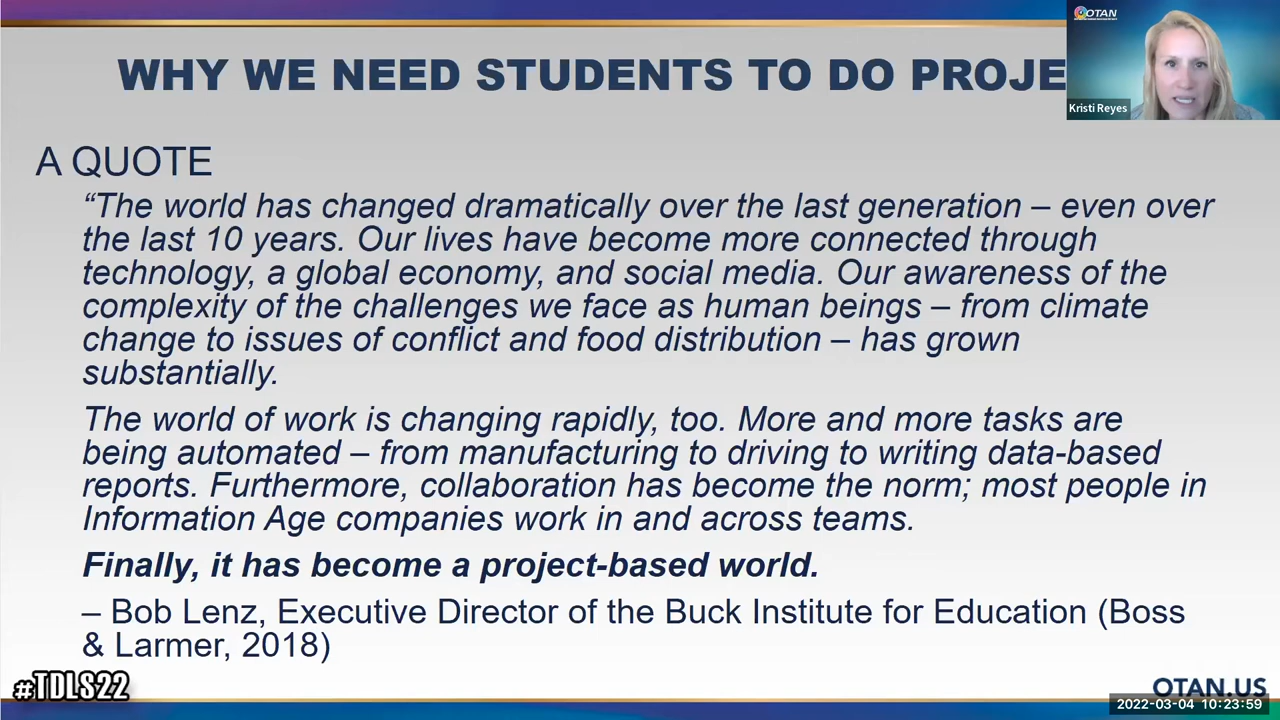 WHY WE NEED STUDENTS TO DO PROJE
OTAN
Kristi Reyes
A QUOTE
“The world has changed dramatically over the last generation – even over
the last 10 years. Our lives have become more connected through
technology, a global economy, and social media. Our awareness of the
complexity of the challenges we face as human beings – from climate
change to issues of conflict and food distribution – has grown
substantially.
The world of work is changing rapidly, too. More and more tasks are
being automated – from manufacturing to driving to writing data-based
reports. Furthermore, collaboration has become the norm; most people in
Information Age companies work in and across teams.
Finally, it has become a project-based world.
– Bob Lenz, Executive Director of the Buck Institute for Education (Boss
& Larmer, 2018)
#TDLS22
OTAN.US
2022-03-04 10:23:59